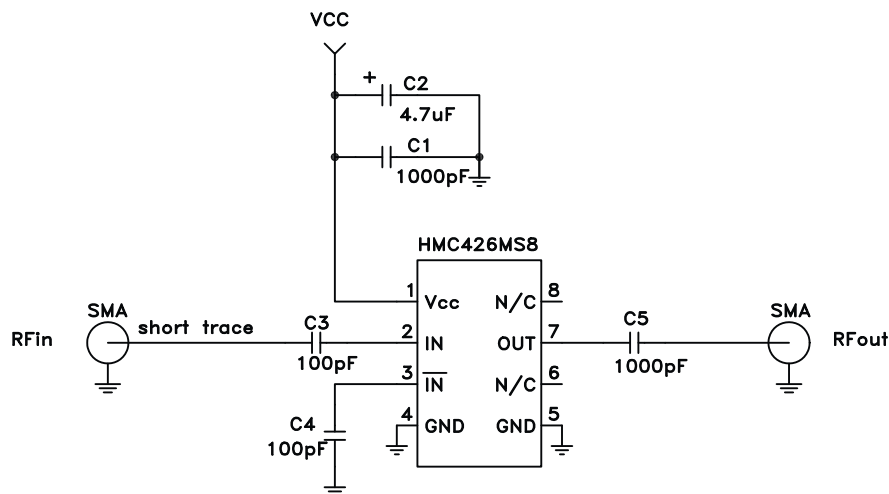 VCC
+
C2
4.7uF
C1
1000pF
HMC426MS8
1
Vcc
N/C
8
SMA
SMA
RFin
short trace
C3
100pF
2
IN
OUT
7
C5
1000pF
RFout
3
IN
N/C
6
C4
100pF
4
GND
GND
5